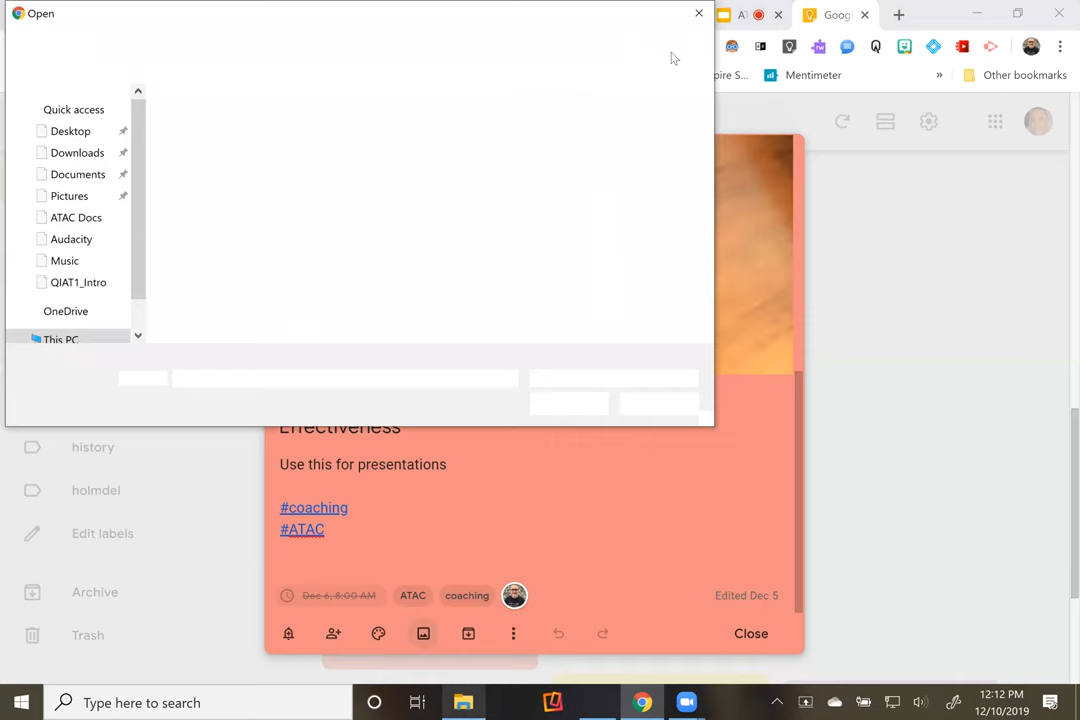 Open
A
Goog
pire S...
Mentimeter
»
Other bookmarks
Quick access
Desktop
Downloads
Documents
Pictures
ATAC Docs
Audacity
Music
QIAT1_Intro
OneDrive
This PC
history
holmdel
Edit labels
Archive
Trash
Effectiveness
Use this for presentations
#coaching
#ATAC
Dec 6, 8:00 AM
ATAC
coaching
Edited Dec 5
Close
Type here to search
12:12 PM
12/10/2019